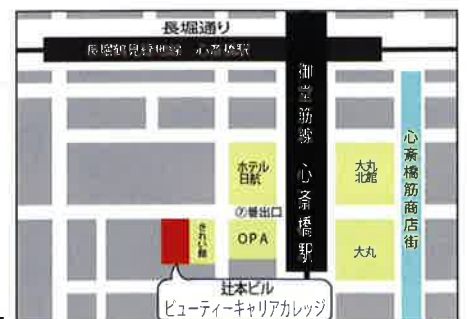 長堀通り
長堀鶴見緑地線 心斎橋駅
御堂筋線 心斎橋駅
心斎橋筋商店街
ホテル
日航
大丸
北館
⑦番出口
きれい館
OPA
大丸
辻本ビル
ビューティーキャリアカレッジ